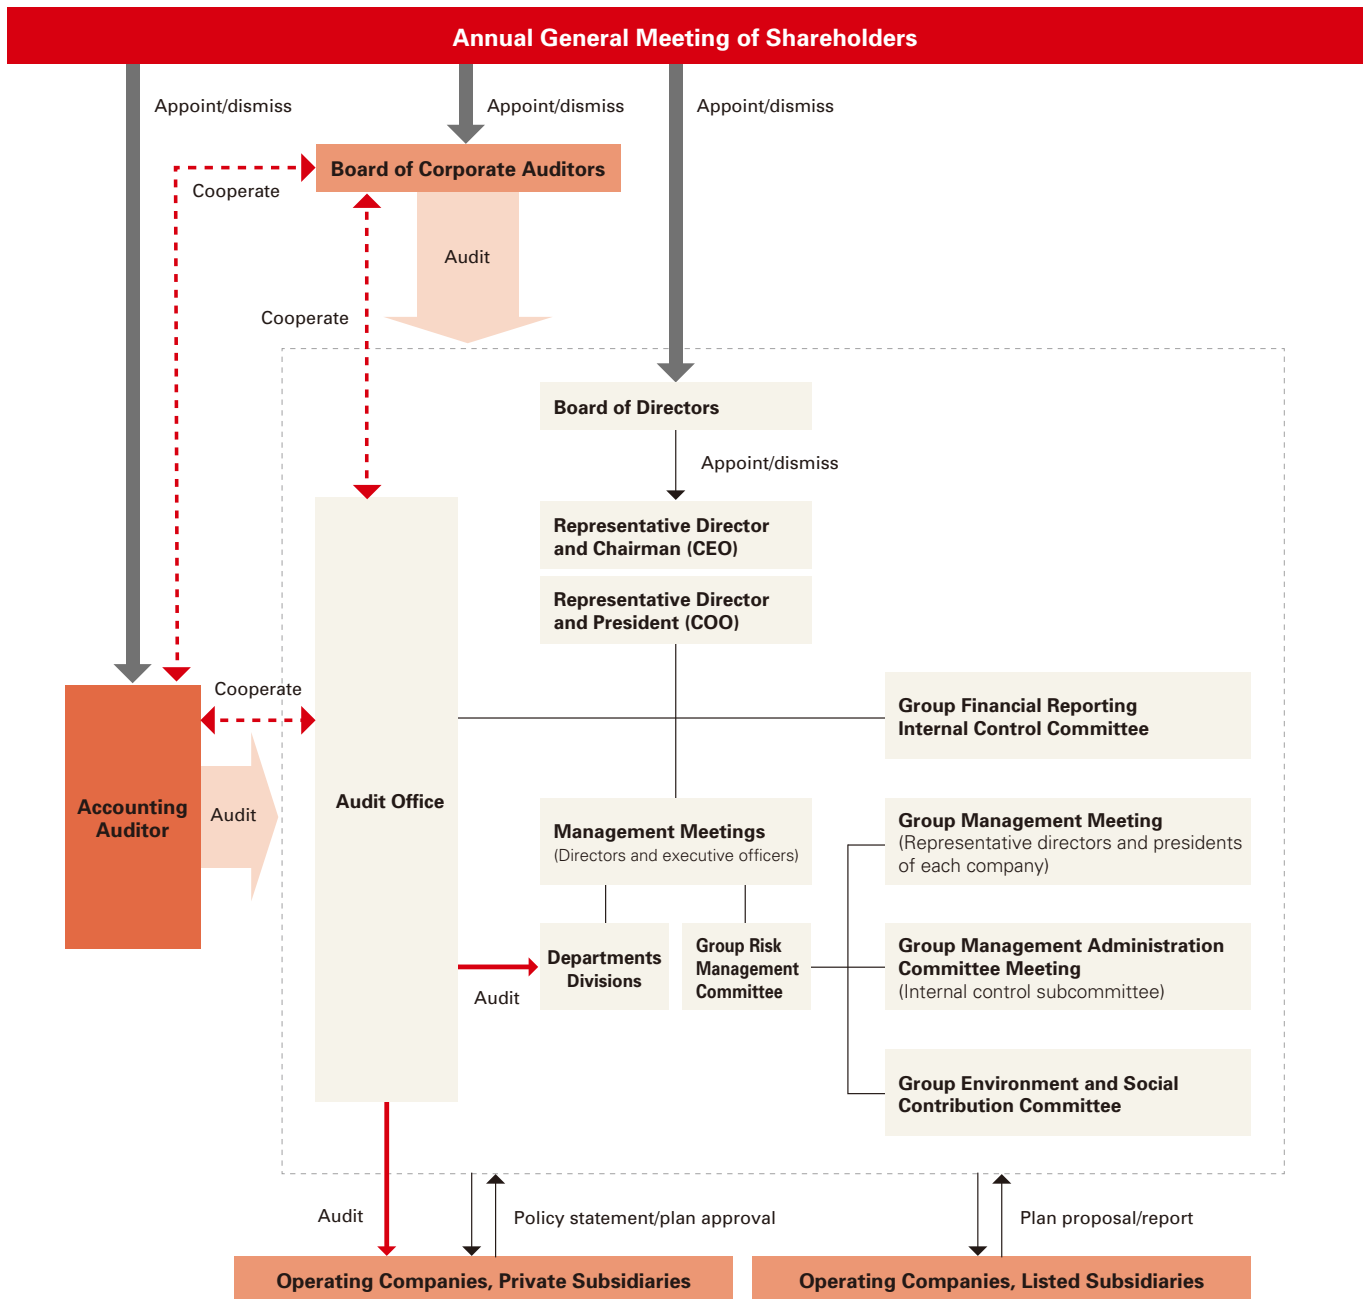 Annual General Meeting of Shareholders
Appoint/dismiss
Appoint/dismiss
Appoint/dismiss
Board of Corporate Auditors
Cooperate
Audit
Cooperate
Board of Directors
Appoint/dismiss
Representative Director
and Chairman (CEO)
Representative Director
and President (COO)
Cooperate
Group Financial Reporting
Internal Control Committee
Accounting
Auditor
Audit
Audit Office
Management Meetings
(Directors and executive officers)
Group Management Meeting
(Representative directors and presidents
of each company)
Departments
Divisions
Group Risk
Management
Committee
Group Management Administration
Committee Meeting
(Internal control subcommittee)
Audit
Group Environment and Social
Contribution Committee
Audit
Policy statement/plan approval
Plan proposal/report
Operating Companies, Private Subsidiaries
Operating Companies, Listed Subsidiaries